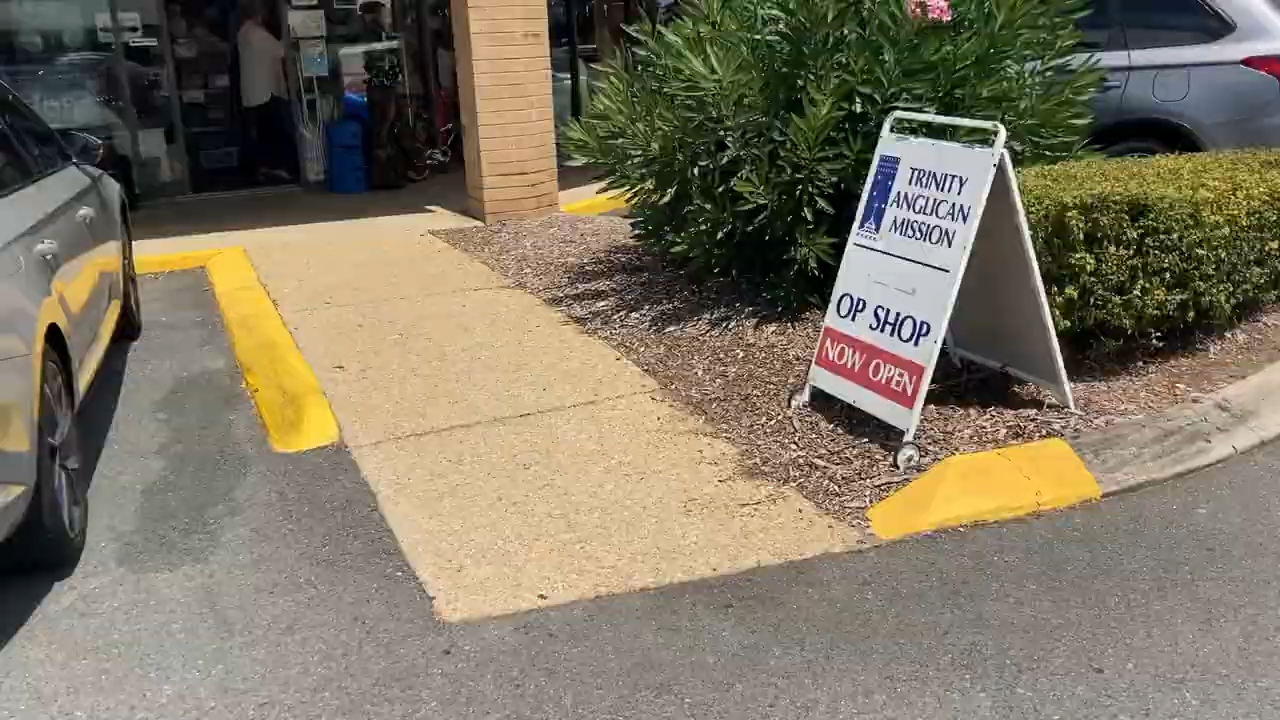 TRINITY
ANGLICAN
MISSION
OP SHOP
NOW OPEN